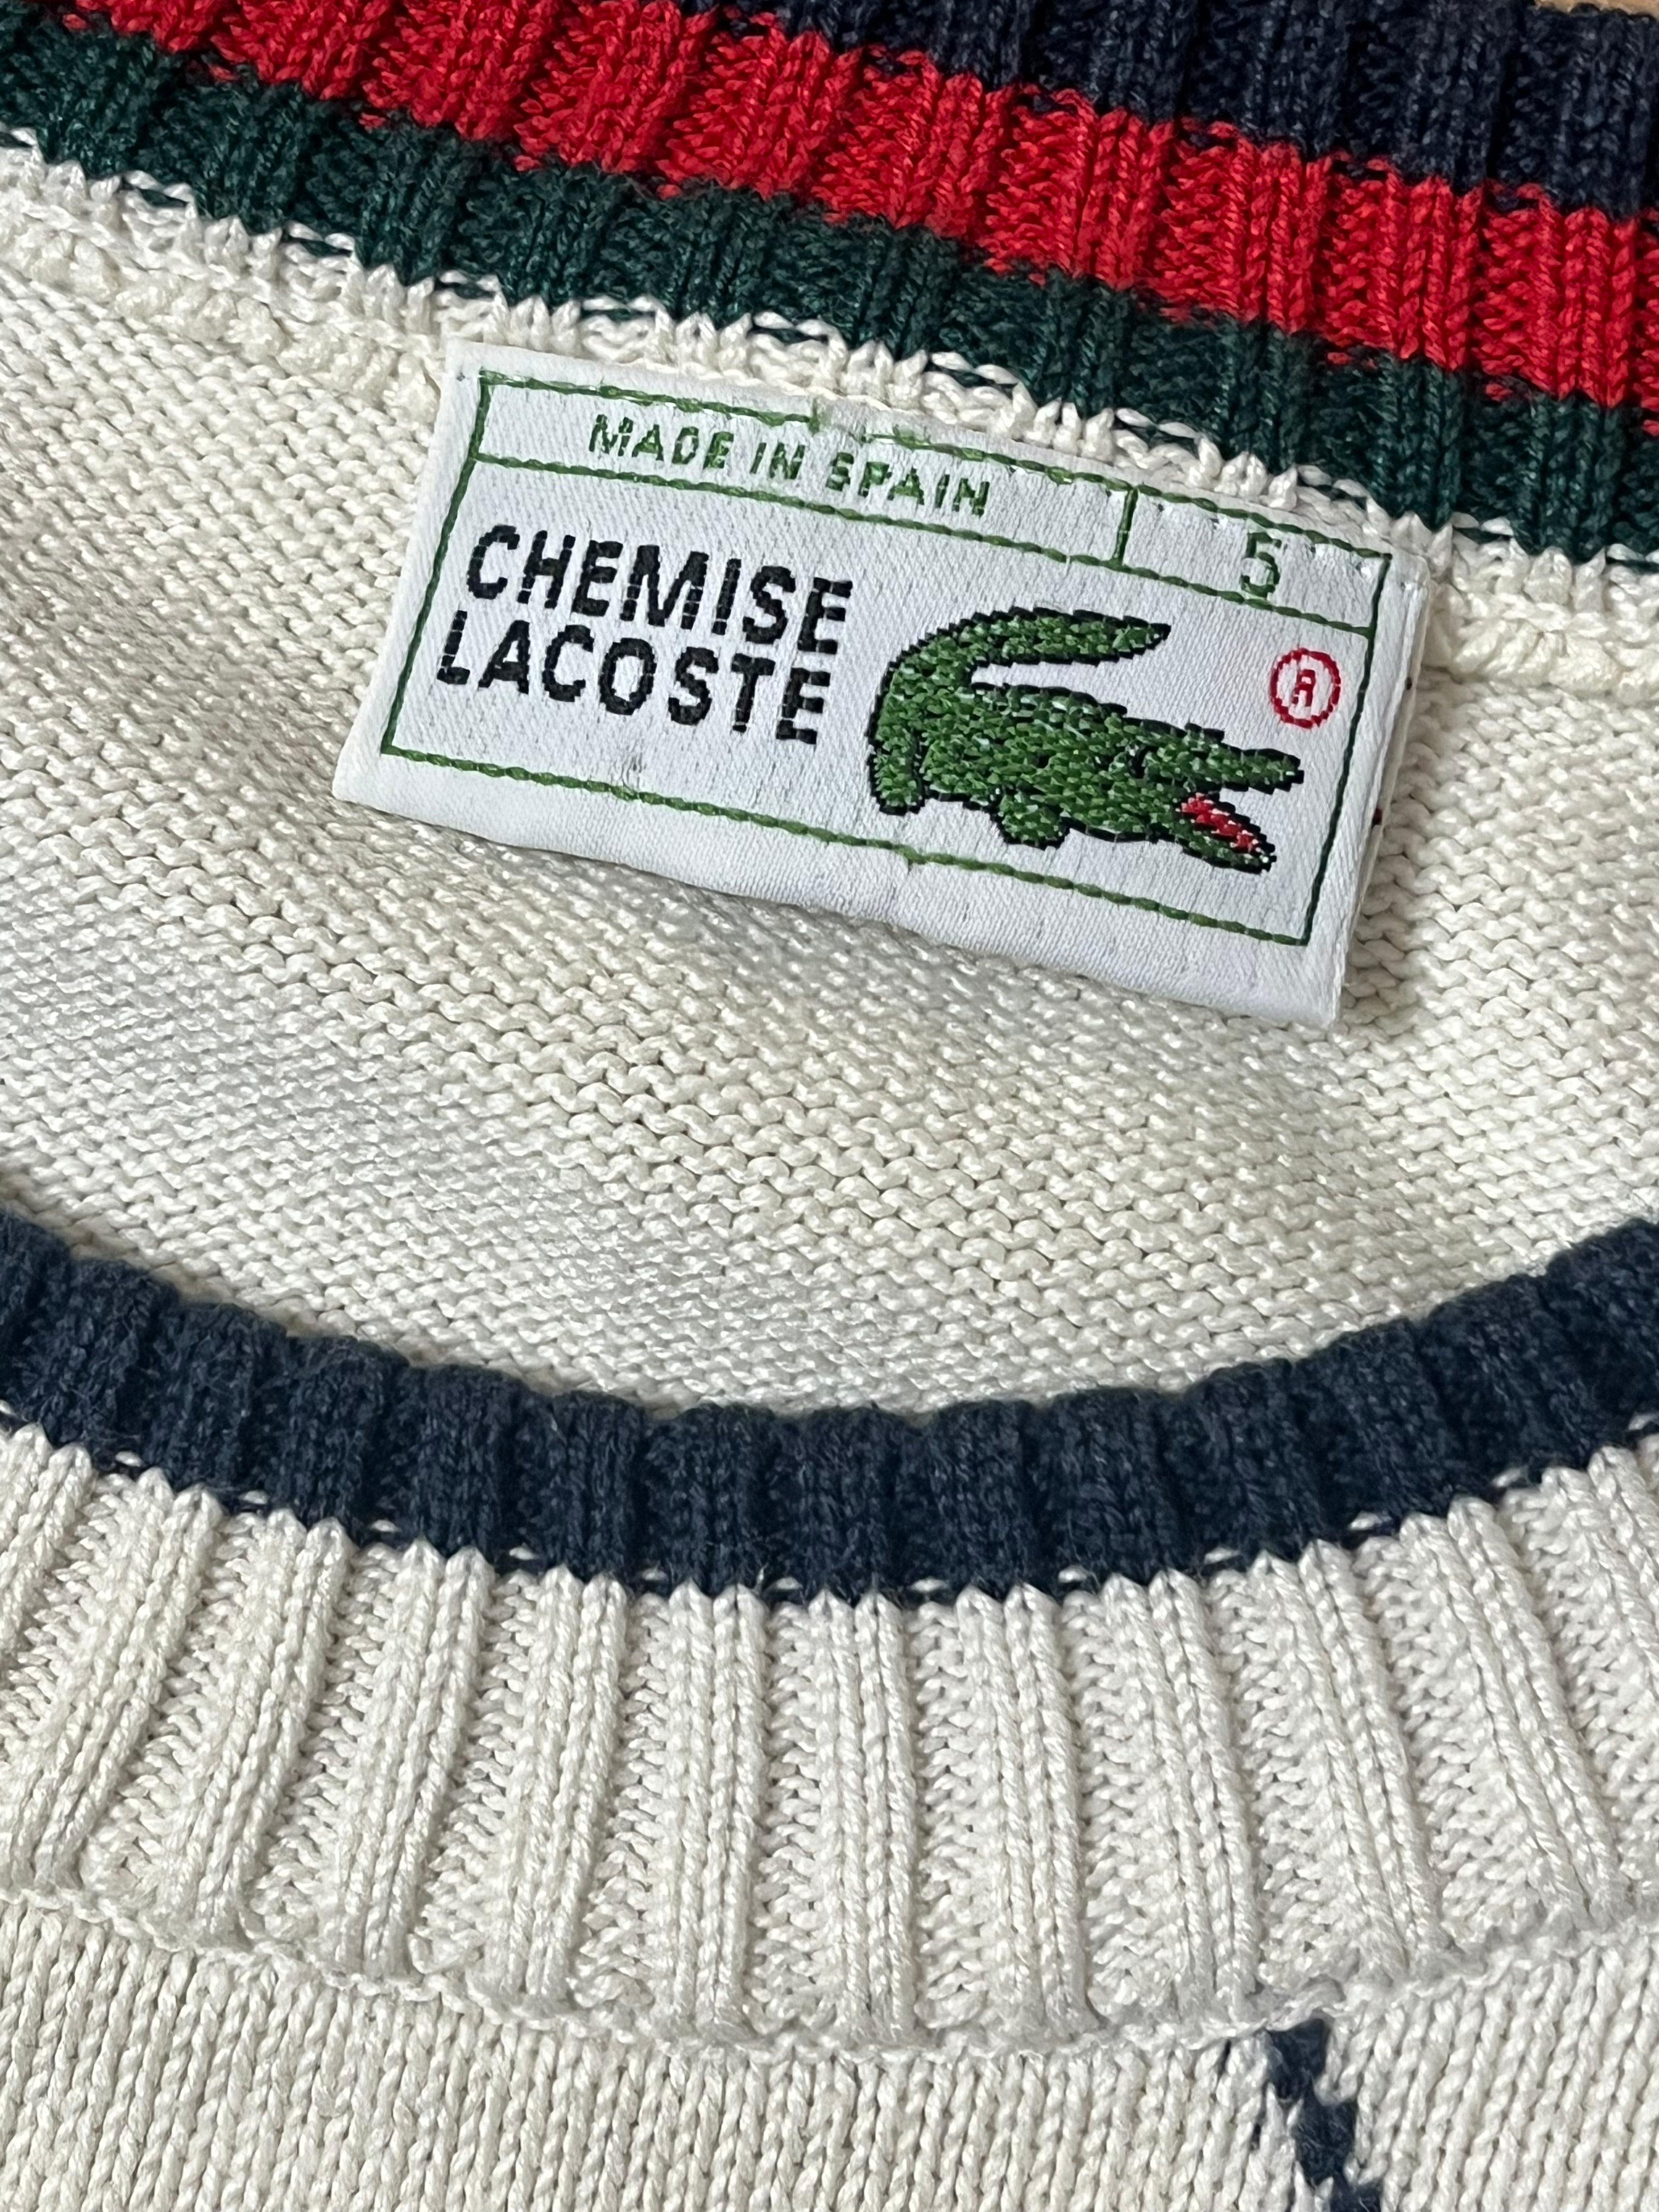 MADE IN SPAIN
5
CHEMISE
LACOSTE
®